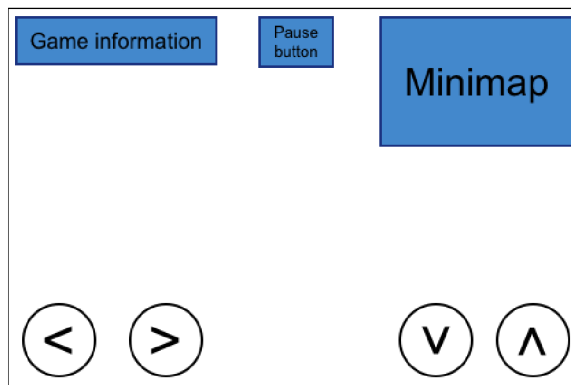 Game information
Pause
button
Minimap
< > V Λ